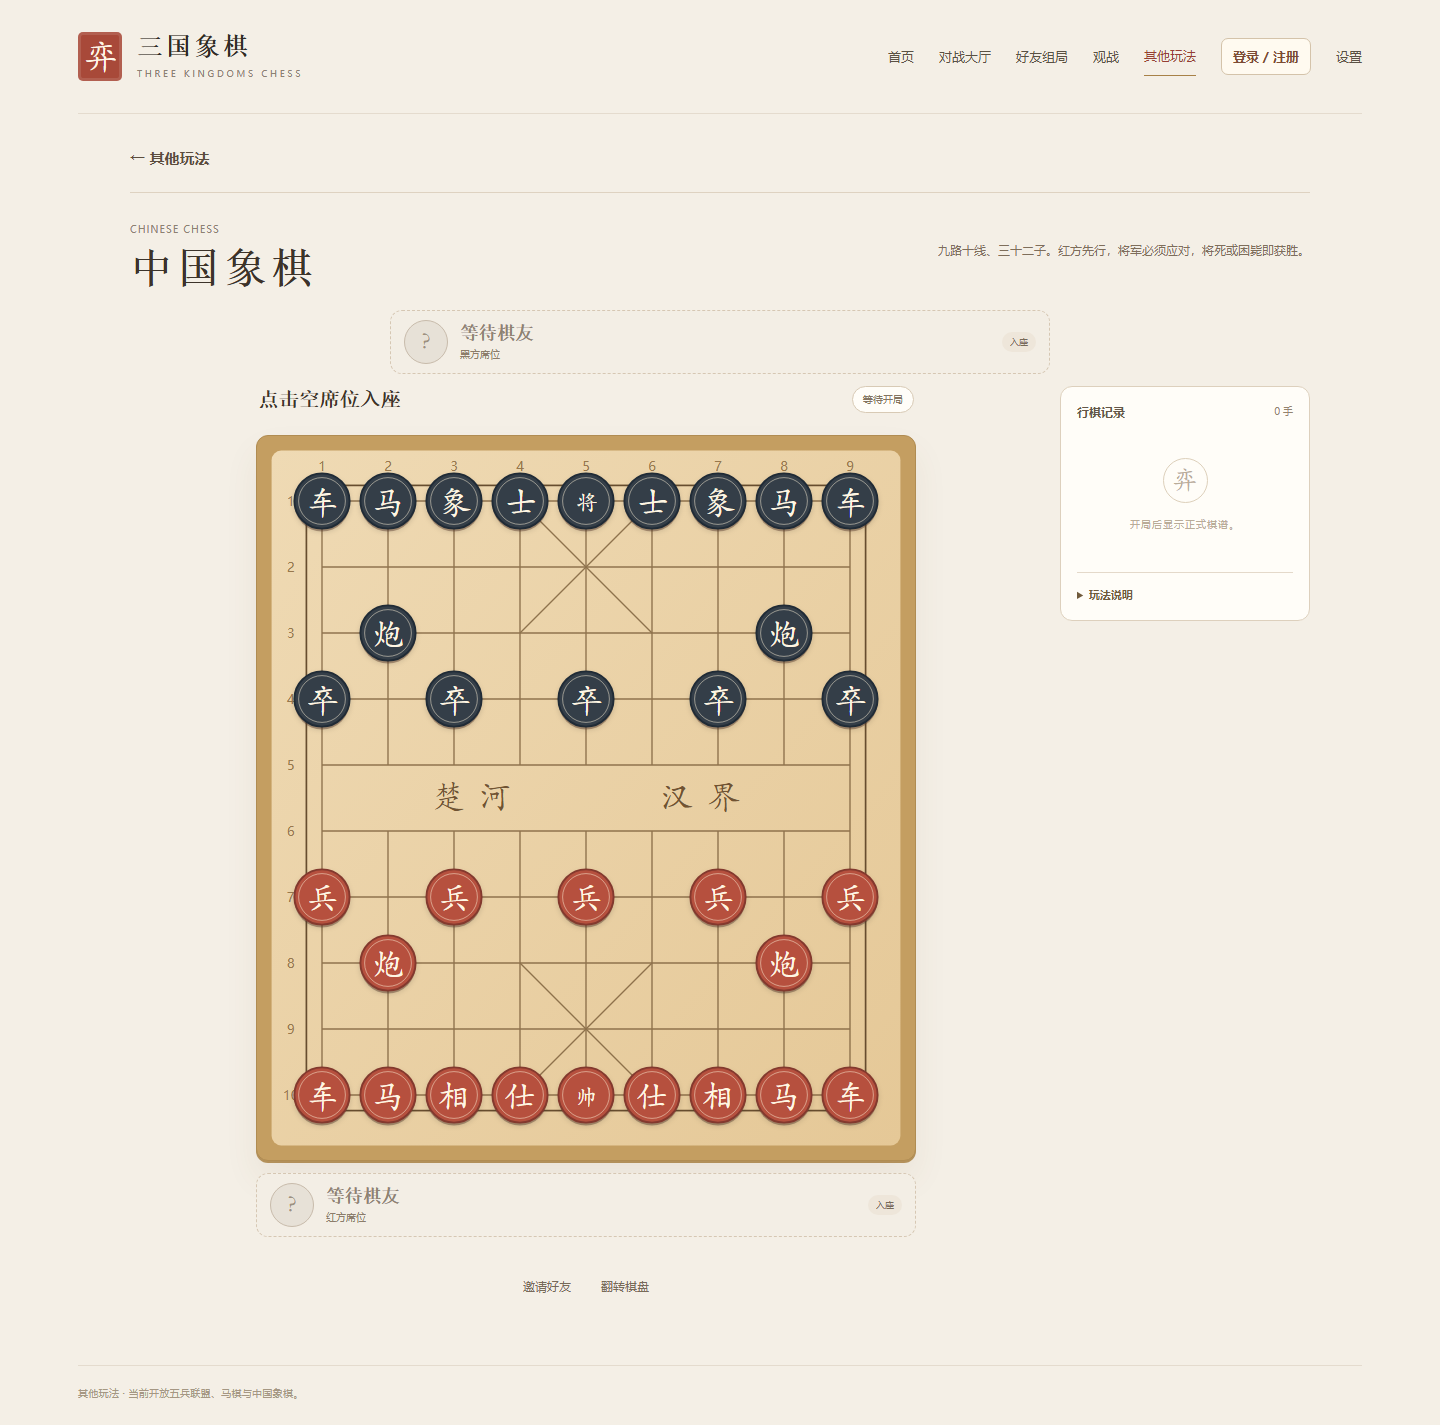 弈
三国象棋
THREE KINGDOMS CHESS
首页 对战大厅 好友组局 观战 其他玩法 登录 / 注册 设置
← 其他玩法
CHINESE CHESS
中国象棋
九路十线、三十二子。红方先行，将军必须应对，将死或困毙即获胜。
?
等待棋友
黑方席位
入座
点击空席位入座
等待开局
1 2 3 4 5 6 7 8 9
1 车 马 象 士 将 士 象 马 车
2
3 炮 炮
4 卒 卒 卒 卒 卒
5
楚河 汉界
6
7 兵 兵 兵 兵 兵
8 炮 炮
9
10 车 马 相 仕 帅 仕 相 马 车
行棋记录
0 手
弈
开局后显示正式棋谱。
玩法说明
?
等待棋友
红方席位
入座
邀请好友 翻转棋盘
其他玩法 · 当前开放五兵联盟、马棋与中国象棋。